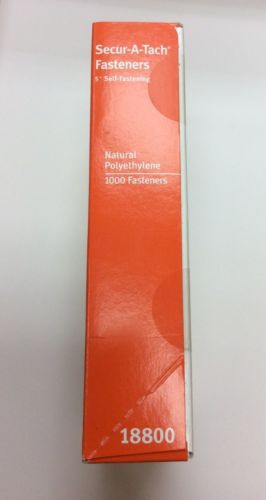 Secur-A-Tach®
Fasteners
5" Self-Fastening
Natural
Polyethylene
1000 Fasteners
18800